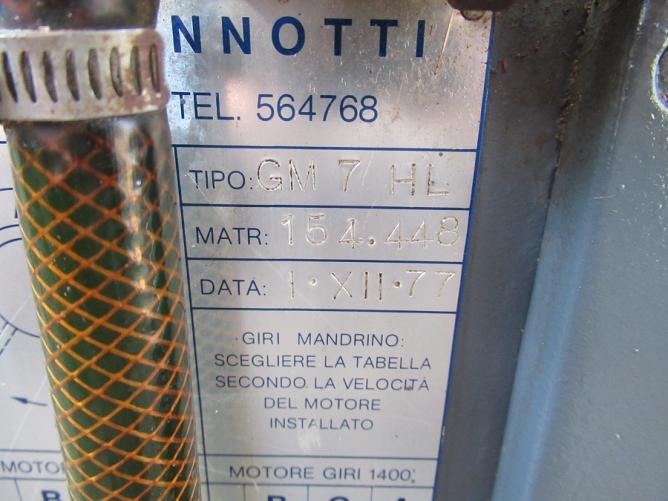 NNOTTI
TEL. 564768
TIPO: GM 7 HL
MATR: 154.448
DATA: 1·XII·77
GIRI MANDRINO:
SCEGLIERE LA TABELLA
SECONDO LA VELOCITÀ
DEL MOTORE
INSTALLATO
MOTO MOTORE GIRI 1400
B B C A